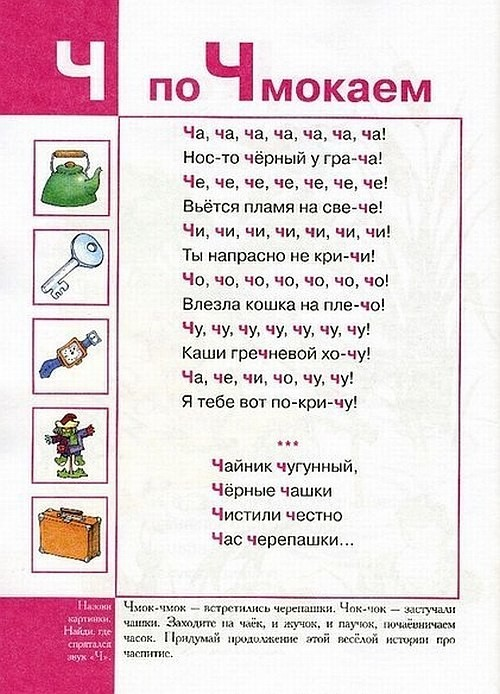 Ч
по Чмокаем
Ча, ча, ча, ча, ча, ча, ча!
Нос-то чёрный у гра-ча!
Че, че, че, че, че, че, че!
Вьётся пламя на све-че!
Чи, чи, чи, чи, чи, чи, чи!
Ты напрасно не кри-чи!
Чо, чо, чо, чо, чо, чо, чо!
Влезла кошка на пле-чо!
Чу, чу, чу, чу, чу, чу, чу!
Каши гречневой хо-чу!
Ча, че, чи, чо, чу, чу!
Я тебе вот по-кри-чу!
***
Чайник чугунный,
Чёрные чашки
Чистили честно
Час черепашки...
Назови
картинки.
Найди, где
спрятался
звук «Ч».
Чмок-чмок — встретились черепашки. Чок-чок — застучали
чашки. Заходите на чаёк, и жучок, и паучок, почаёвничаем
часок. Придумай продолжение этой весёлой истории про
чаепитие.